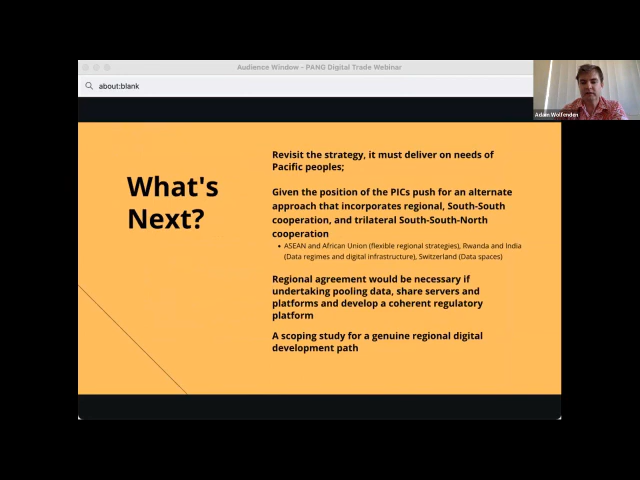 Audience Window - PANG Digital Trade Webinar
about:blank
Adam Wolfenden
What's
Next?
Revisit the strategy, it must deliver on needs of
Pacific peoples;
Given the position of the PICs push for an alternate
approach that incorporates regional, South-South
cooperation, and trilateral South-South-North
cooperation
• ASEAN and African Union (flexible regional strategies), Rwanda and India
(Data regimes and digital infrastructure), Switzerland (Data spaces)
Regional agreement would be necessary if
undertaking pooling data, share servers and
platforms and develop a coherent regulatory
platform
A scoping study for a genuine regional digital
development path